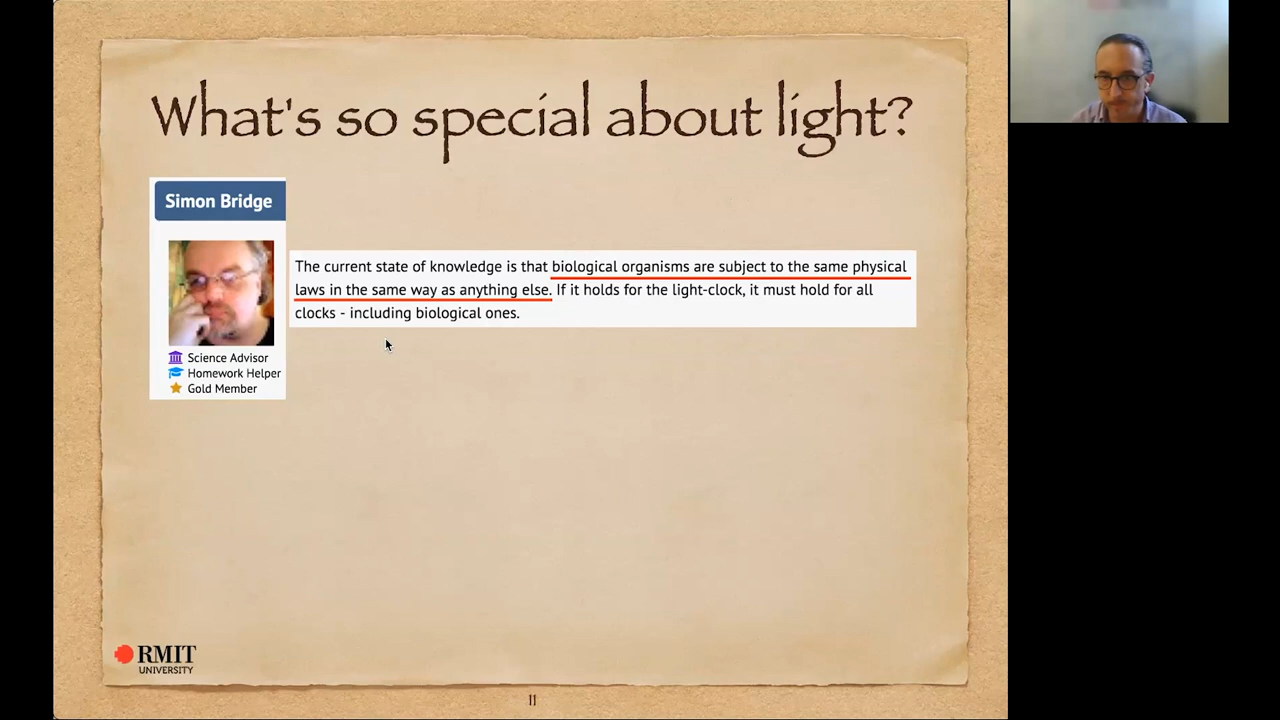 What's so special about light?
Simon Bridge
The current state of knowledge is that biological organisms are subject to the same physical
laws in the same way as anything else. If it holds for the light-clock, it must hold for all
clocks - including biological ones.
Science Advisor
Homework Helper
Gold Member
RMIT
UNIVERSITY
11